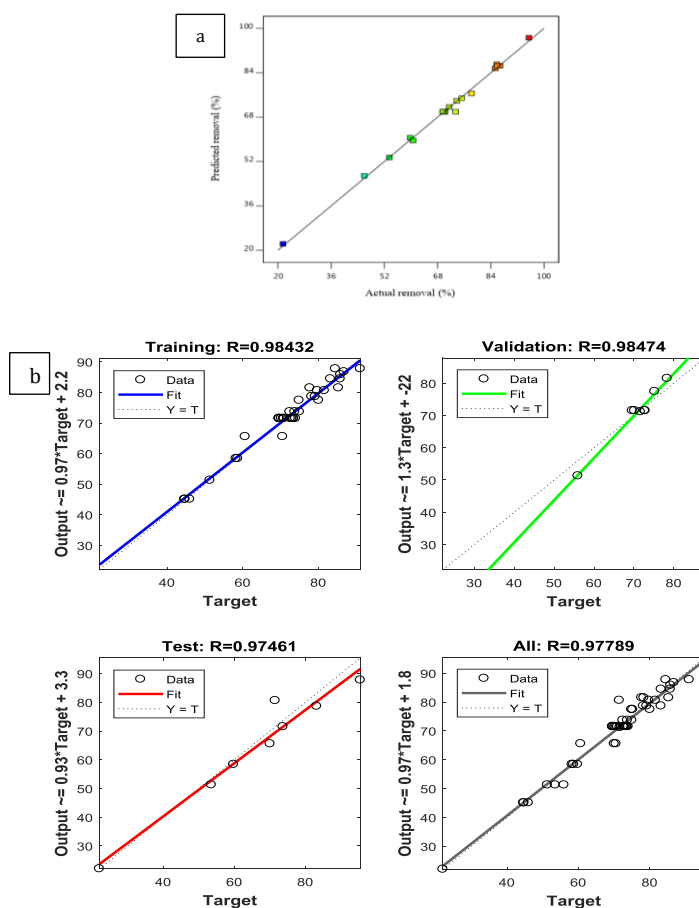 a
Predicted removal (%)
100
84
68
52
36
20
20 36 52 68 84 100
Actual removal (%)
b
Training: R=0.98432
Output ~= 0.97*Target + 2.2
90
80
70
60
50
40
30
Data
Fit
Y = T
40 60 80
Target
Validation: R=0.98474
Output ~= 1.3*Target + -22
80
70
60
50
40
30
Data
Fit
Y = T
30 40 50 60 70 80
Target
Test: R=0.97461
Output ~= 0.93*Target + 3.3
90
80
70
60
50
40
30
Data
Fit
Y = T
40 60 80
Target
All: R=0.97789
Output ~= 0.97*Target + 1.8
90
80
70
60
50
40
30
Data
Fit
Y = T
40 60 80
Target